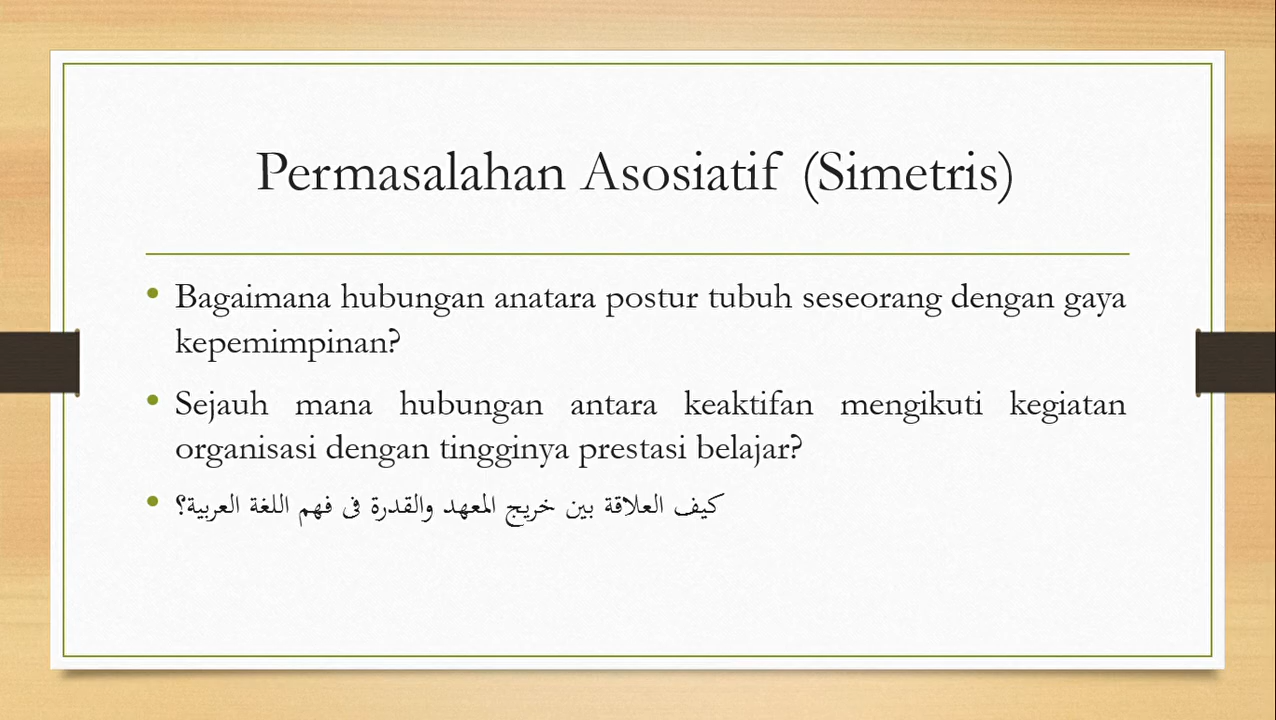 Permasalahan Asosiatif (Simetris)
• Bagaimana hubungan anatara postur tubuh seseorang dengan gaya
kepemimpinan?
• Sejauh mana hubungan antara keaktifan mengikuti kegiatan
organisasi dengan tingginya prestasi belajar?
• كيف العلاقة بين خريج المعهد والقدرة فى فهم اللغة العربية؟